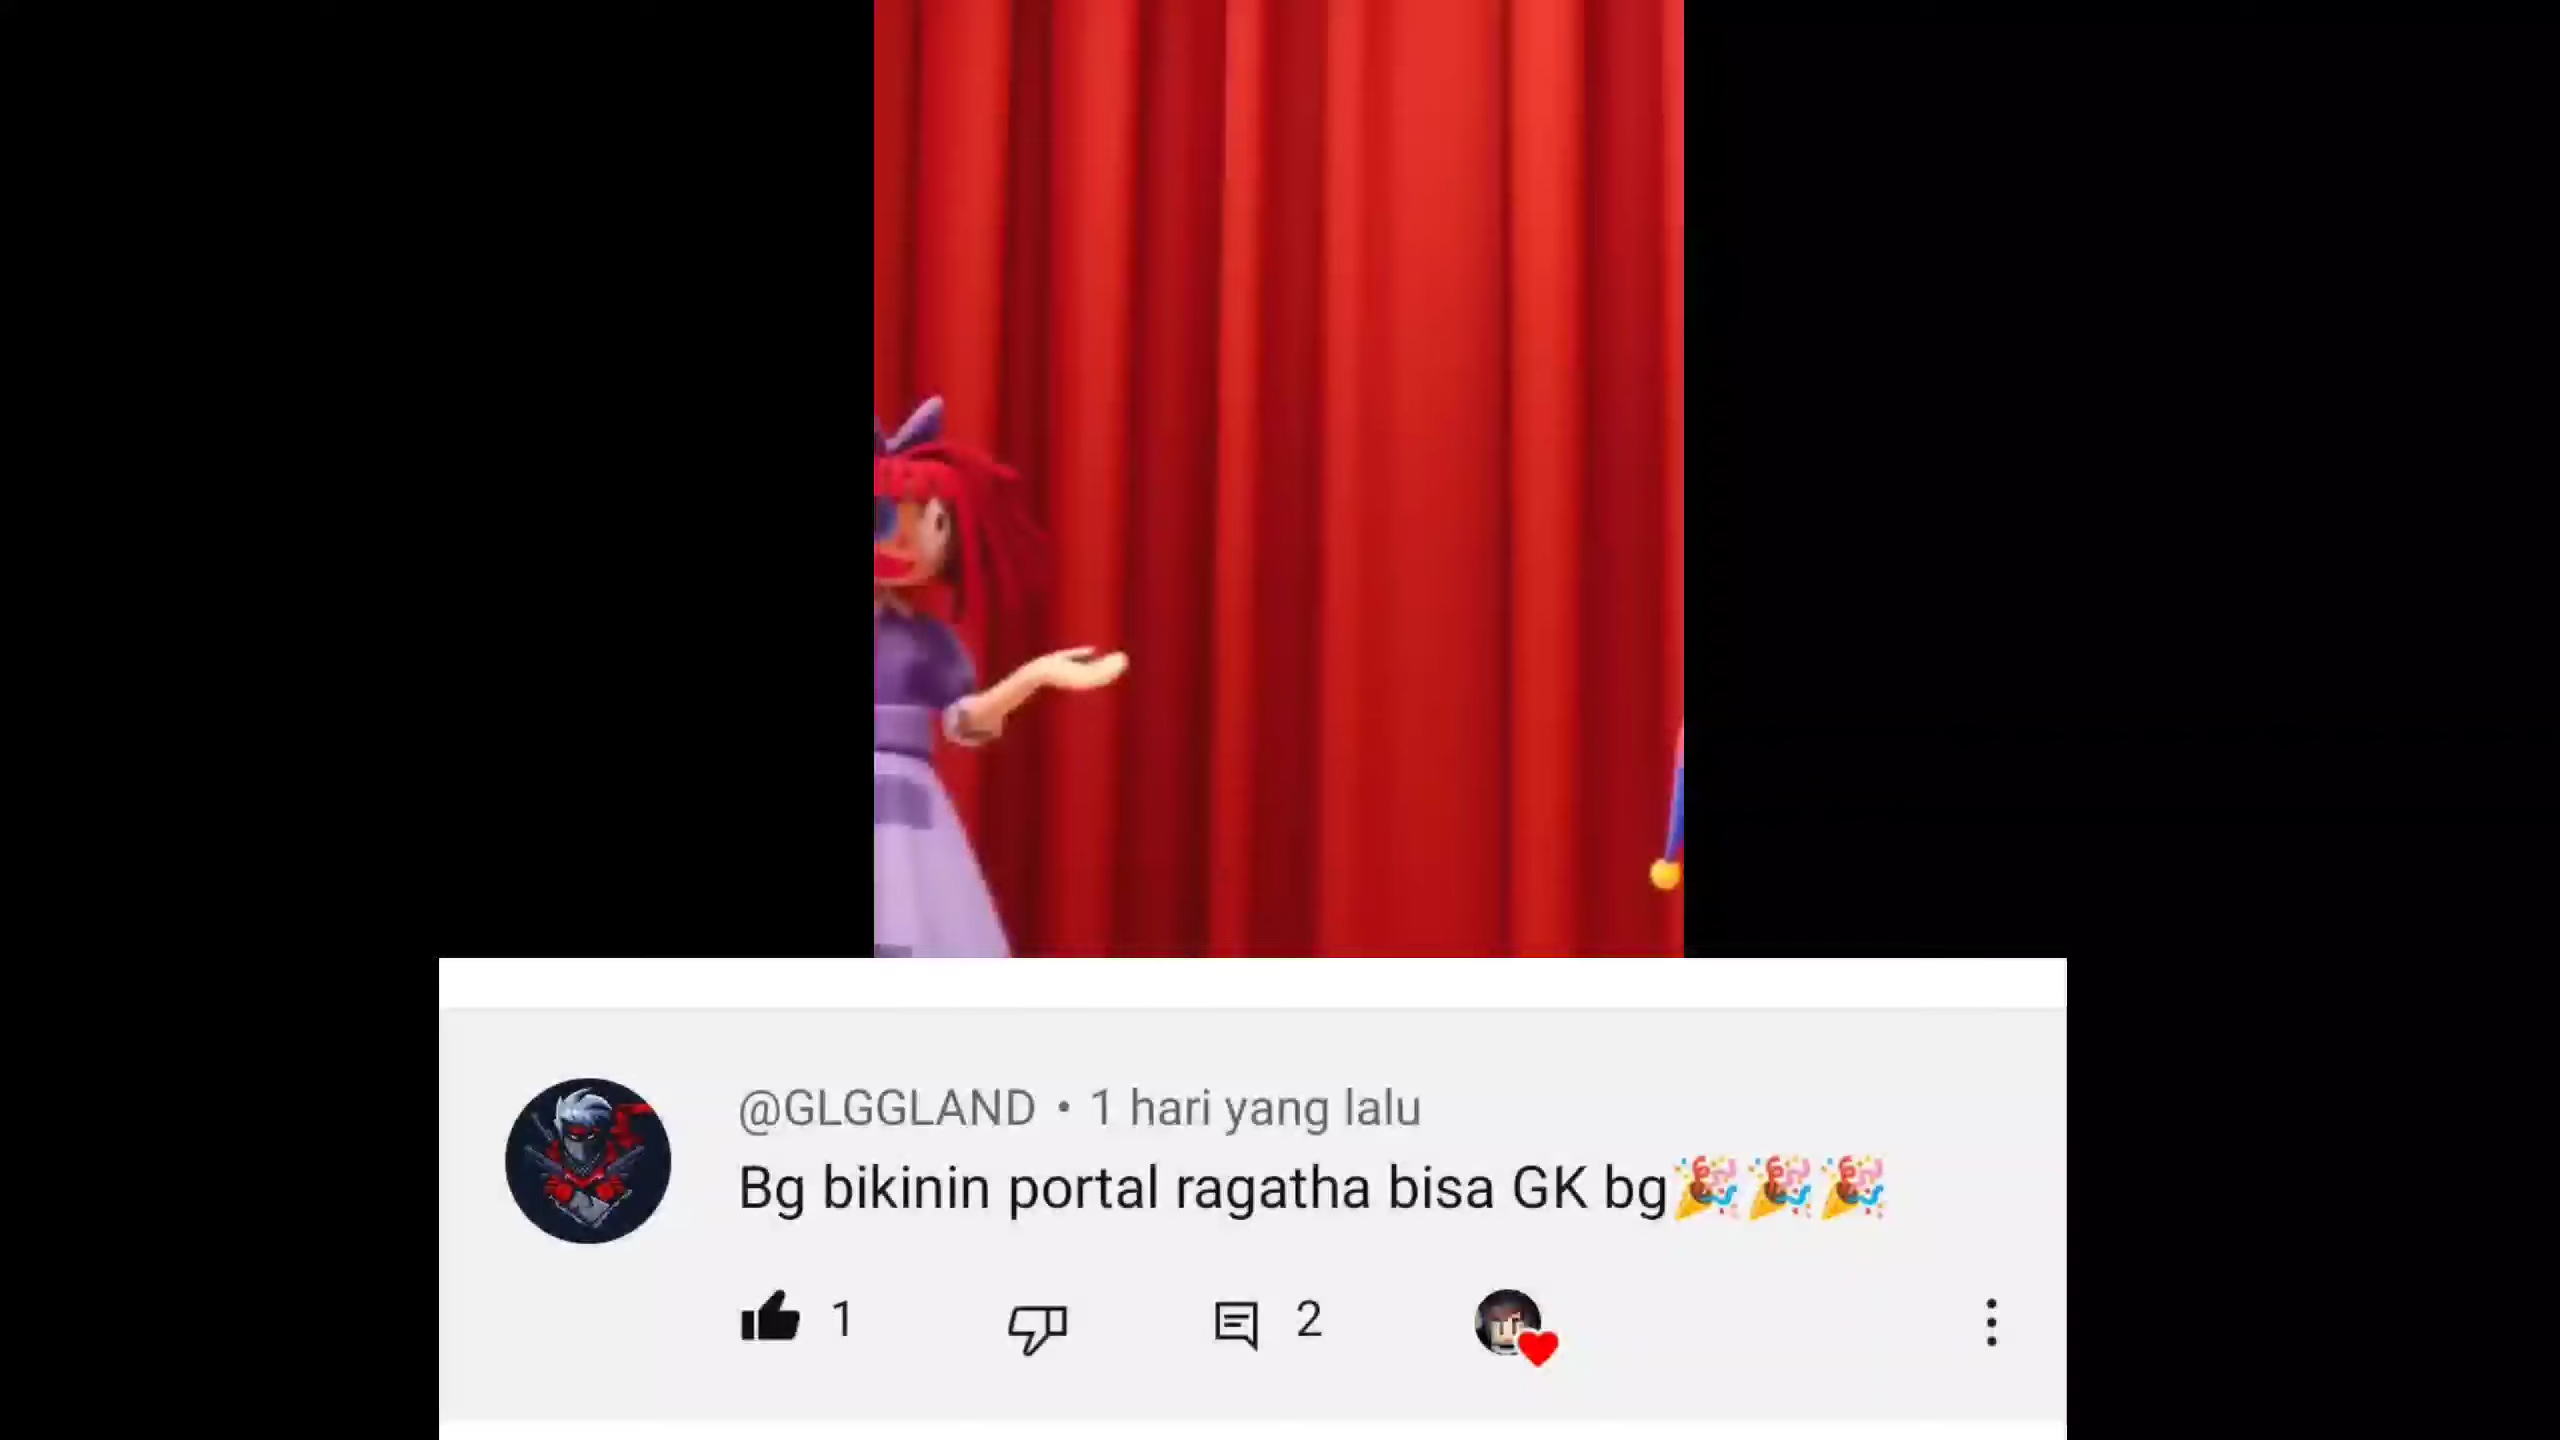 @GLGGLAND • 1 hari yang lalu
Bg bikinin portal ragatha bisa GK bg🎉🎉🎉
1 2